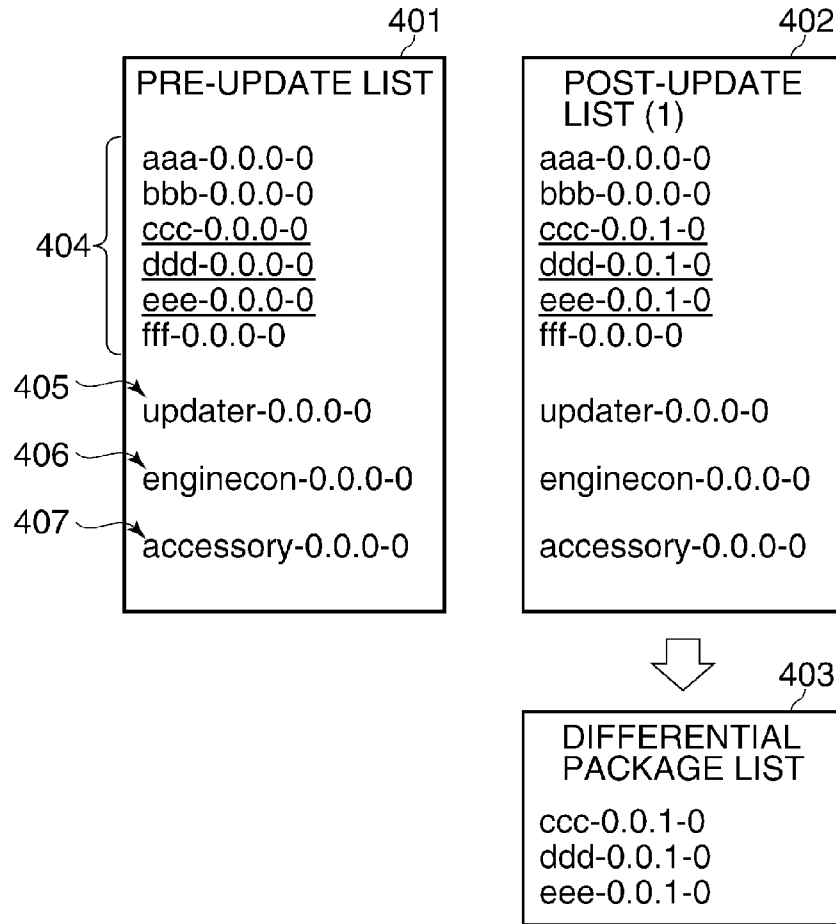 401
PRE-UPDATE LIST
404
aaa-0.0.0-0
bbb-0.0.0-0
ccc-0.0.0-0
ddd-0.0.0-0
eee-0.0.0-0
fff-0.0.0-0
405
updater-0.0.0-0
406
enginecon-0.0.0-0
407
accessory-0.0.0-0
402
POST-UPDATE
LIST (1)
aaa-0.0.0-0
bbb-0.0.0-0
ccc-0.0.1-0
ddd-0.0.1-0
eee-0.0.1-0
fff-0.0.0-0
updater-0.0.0-0
enginecon-0.0.0-0
accessory-0.0.0-0
403
DIFFERENTIAL
PACKAGE LIST
ccc-0.0.1-0
ddd-0.0.1-0
eee-0.0.1-0